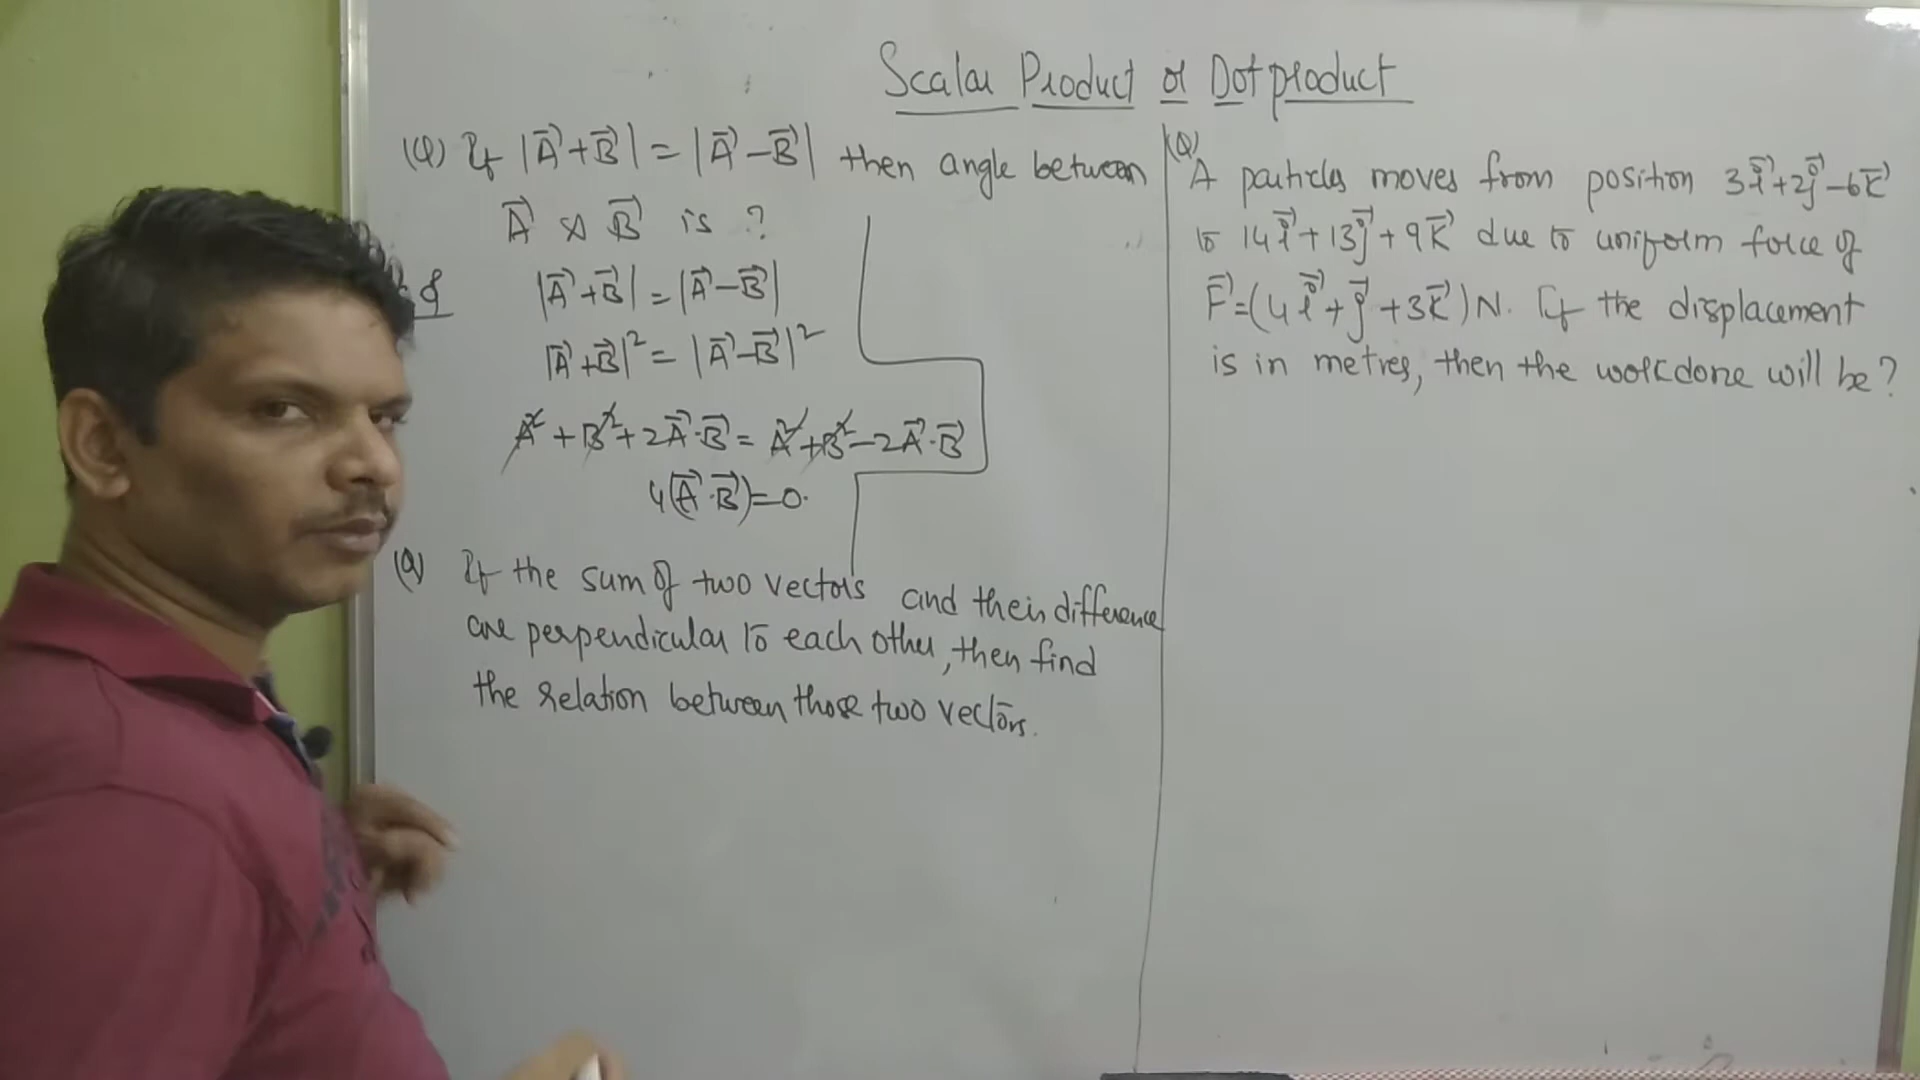 Scalar Product or Dot product
(Q) If |A⃗+B⃗| = |A⃗−B⃗| then angle between
A⃗ & B⃗ is ?
|A⃗+B⃗| = |A⃗−B⃗|
|A⃗+B⃗|² = |A⃗−B⃗|²
A²+B²+2A⃗·B⃗ = A²+B²−2A⃗·B⃗
4(A⃗·B⃗)=0.
(Q) If the sum of two vectors and their difference
are perpendicular to each other, then find
the relation between those two vectors.
(Q)
A particles moves from position 3i⃗+2j⃗−6k⃗
to 14i⃗+13j⃗+9k⃗ due to uniform force of
F⃗=(4i⃗+j⃗+3k⃗)N. If the displacement
is in metres, then the workdone will be?